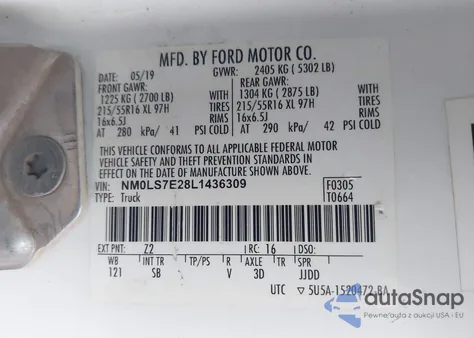 MFD. BY FORD MOTOR CO.
DATE: 05/19 GVWR: 2405 KG ( 5302 LB)
FRONT GAWR: REAR GAWR:
1225 KG ( 2700 LB) 1304 KG ( 2875 LB)
215/55R16 XL 97H TIRES 215/55R16 XL 97H TIRES
16x6.5J RIMS 16x6.5J RIMS
AT 280 kPa/ 41 PSI COLD AT 290 kPa/ 42 PSI COLD
THIS VEHICLE CONFORMS TO ALL APPLICABLE FEDERAL MOTOR
VEHICLE SAFETY AND THEFT PREVENTION STANDARDS IN
EFFECT ON THE DATE OF MANUFACTURE SHOWN ABOVE.
VIN: NM0LS7E28L1436309 F0305
TYPE: Truck T0664
EXT PNT: Z2 RC: 16 DSO:
WB INT TR TP/PS R AXLE TR SPR
121 SB V 3D JJDD
UTC ▽ 5U5A-1520472-BA
autaSnap
Pewne/auta z aukcji USA i EU